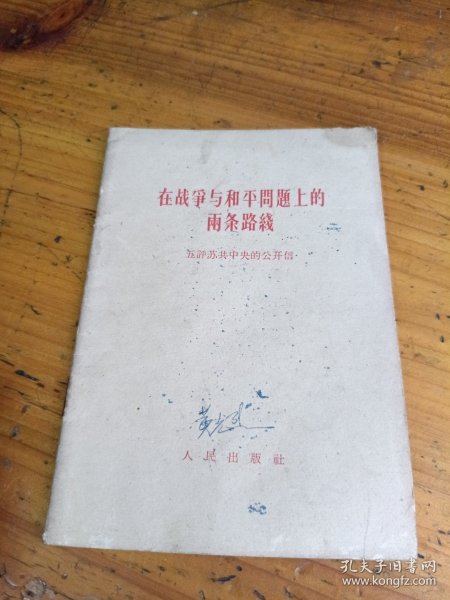 在战爭与和平問題上的
兩条路綫
五評苏共中央的公开信
人民出版社
孔夫子旧书网
www.kongfz.com